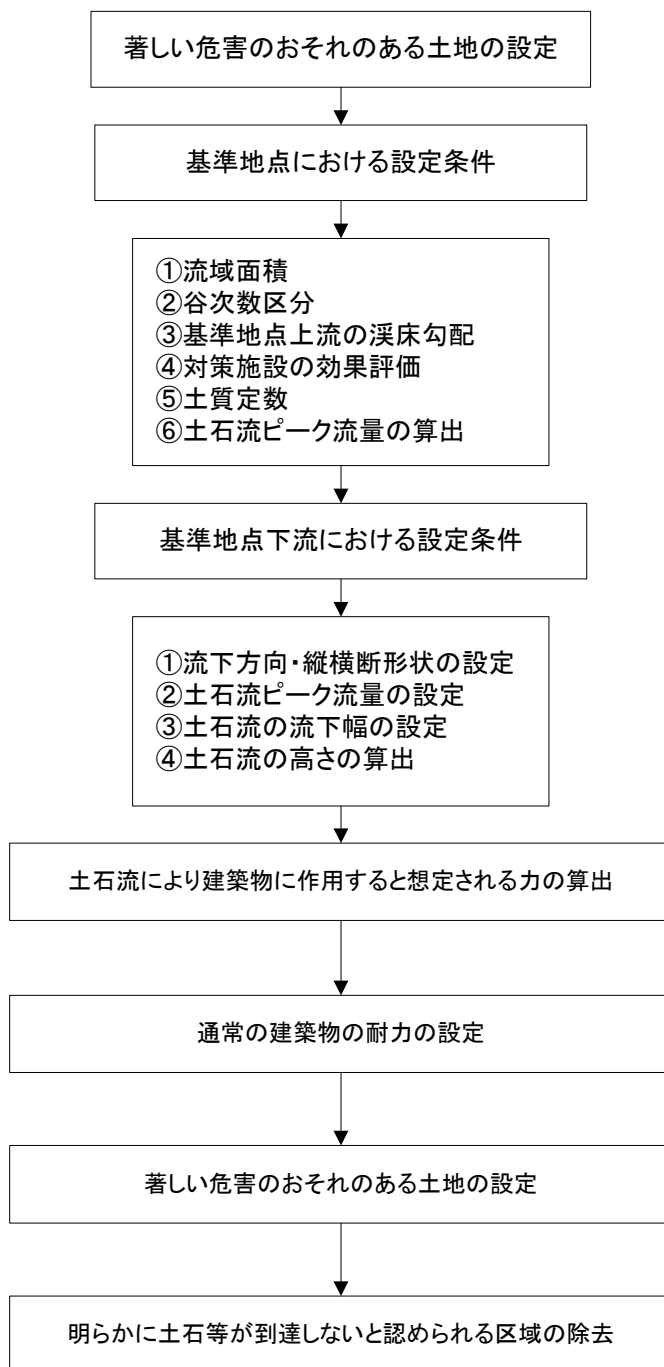 著しい危害のおそれのある土地の設定
基準地点における設定条件
①流域面積
②谷次数区分
③基準地点上流の渓床勾配
④対策施設の効果評価
⑤土質定数
⑥土石流ピーク流量の算出
基準地点下流における設定条件
①流下方向・縦横断形状の設定
②土石流ピーク流量の設定
③土石流の流下幅の設定
④土石流の高さの算出
土石流により建築物に作用すると想定される力の算出
通常の建築物の耐力の設定
著しい危害のおそれのある土地の設定
明らかに土石等が到達しないと認められる区域の除去